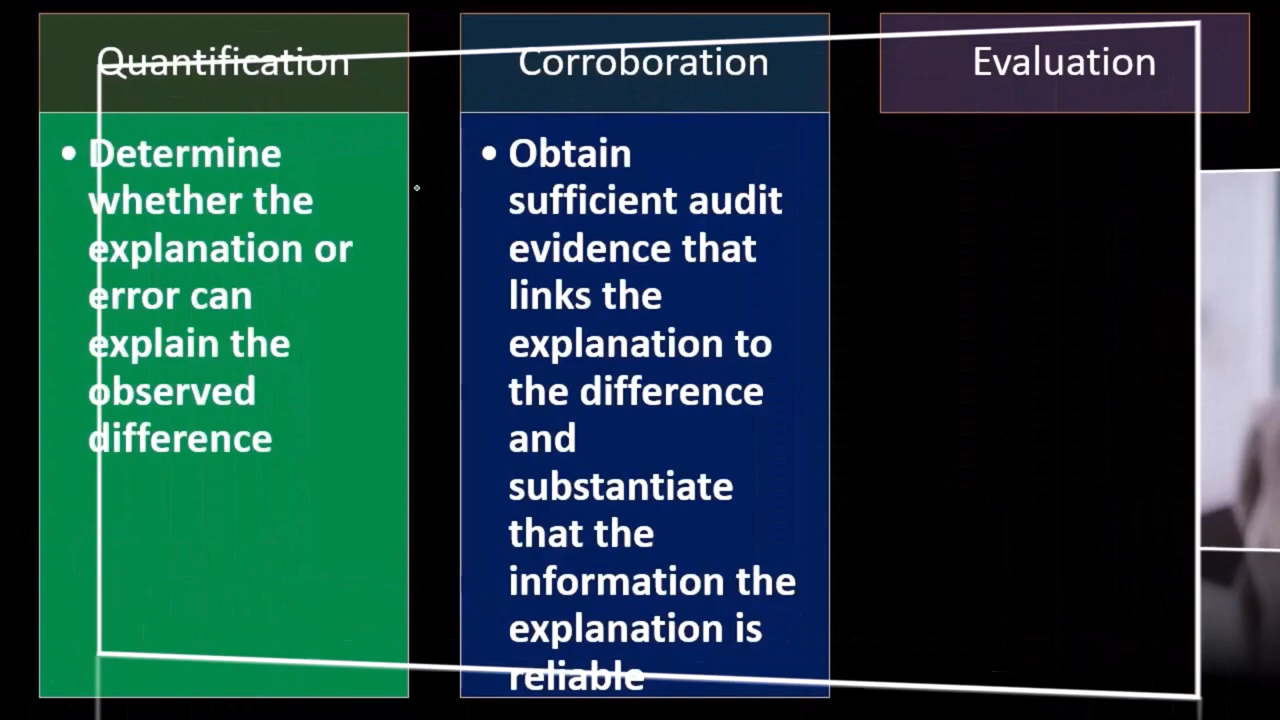 Quantification
• Determine
whether the
explanation or
error can
explain the
observed
difference
Corroboration
• Obtain
sufficient audit
evidence that
links the
explanation to
the difference
and
substantiate
that the
information the
explanation is
reliable
Evaluation